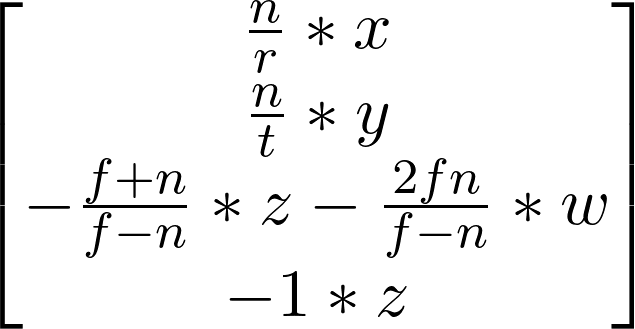 n/r * x
n/t * y
-(f+n)/(f-n) * z - 2fn/(f-n) * w
-1 * z